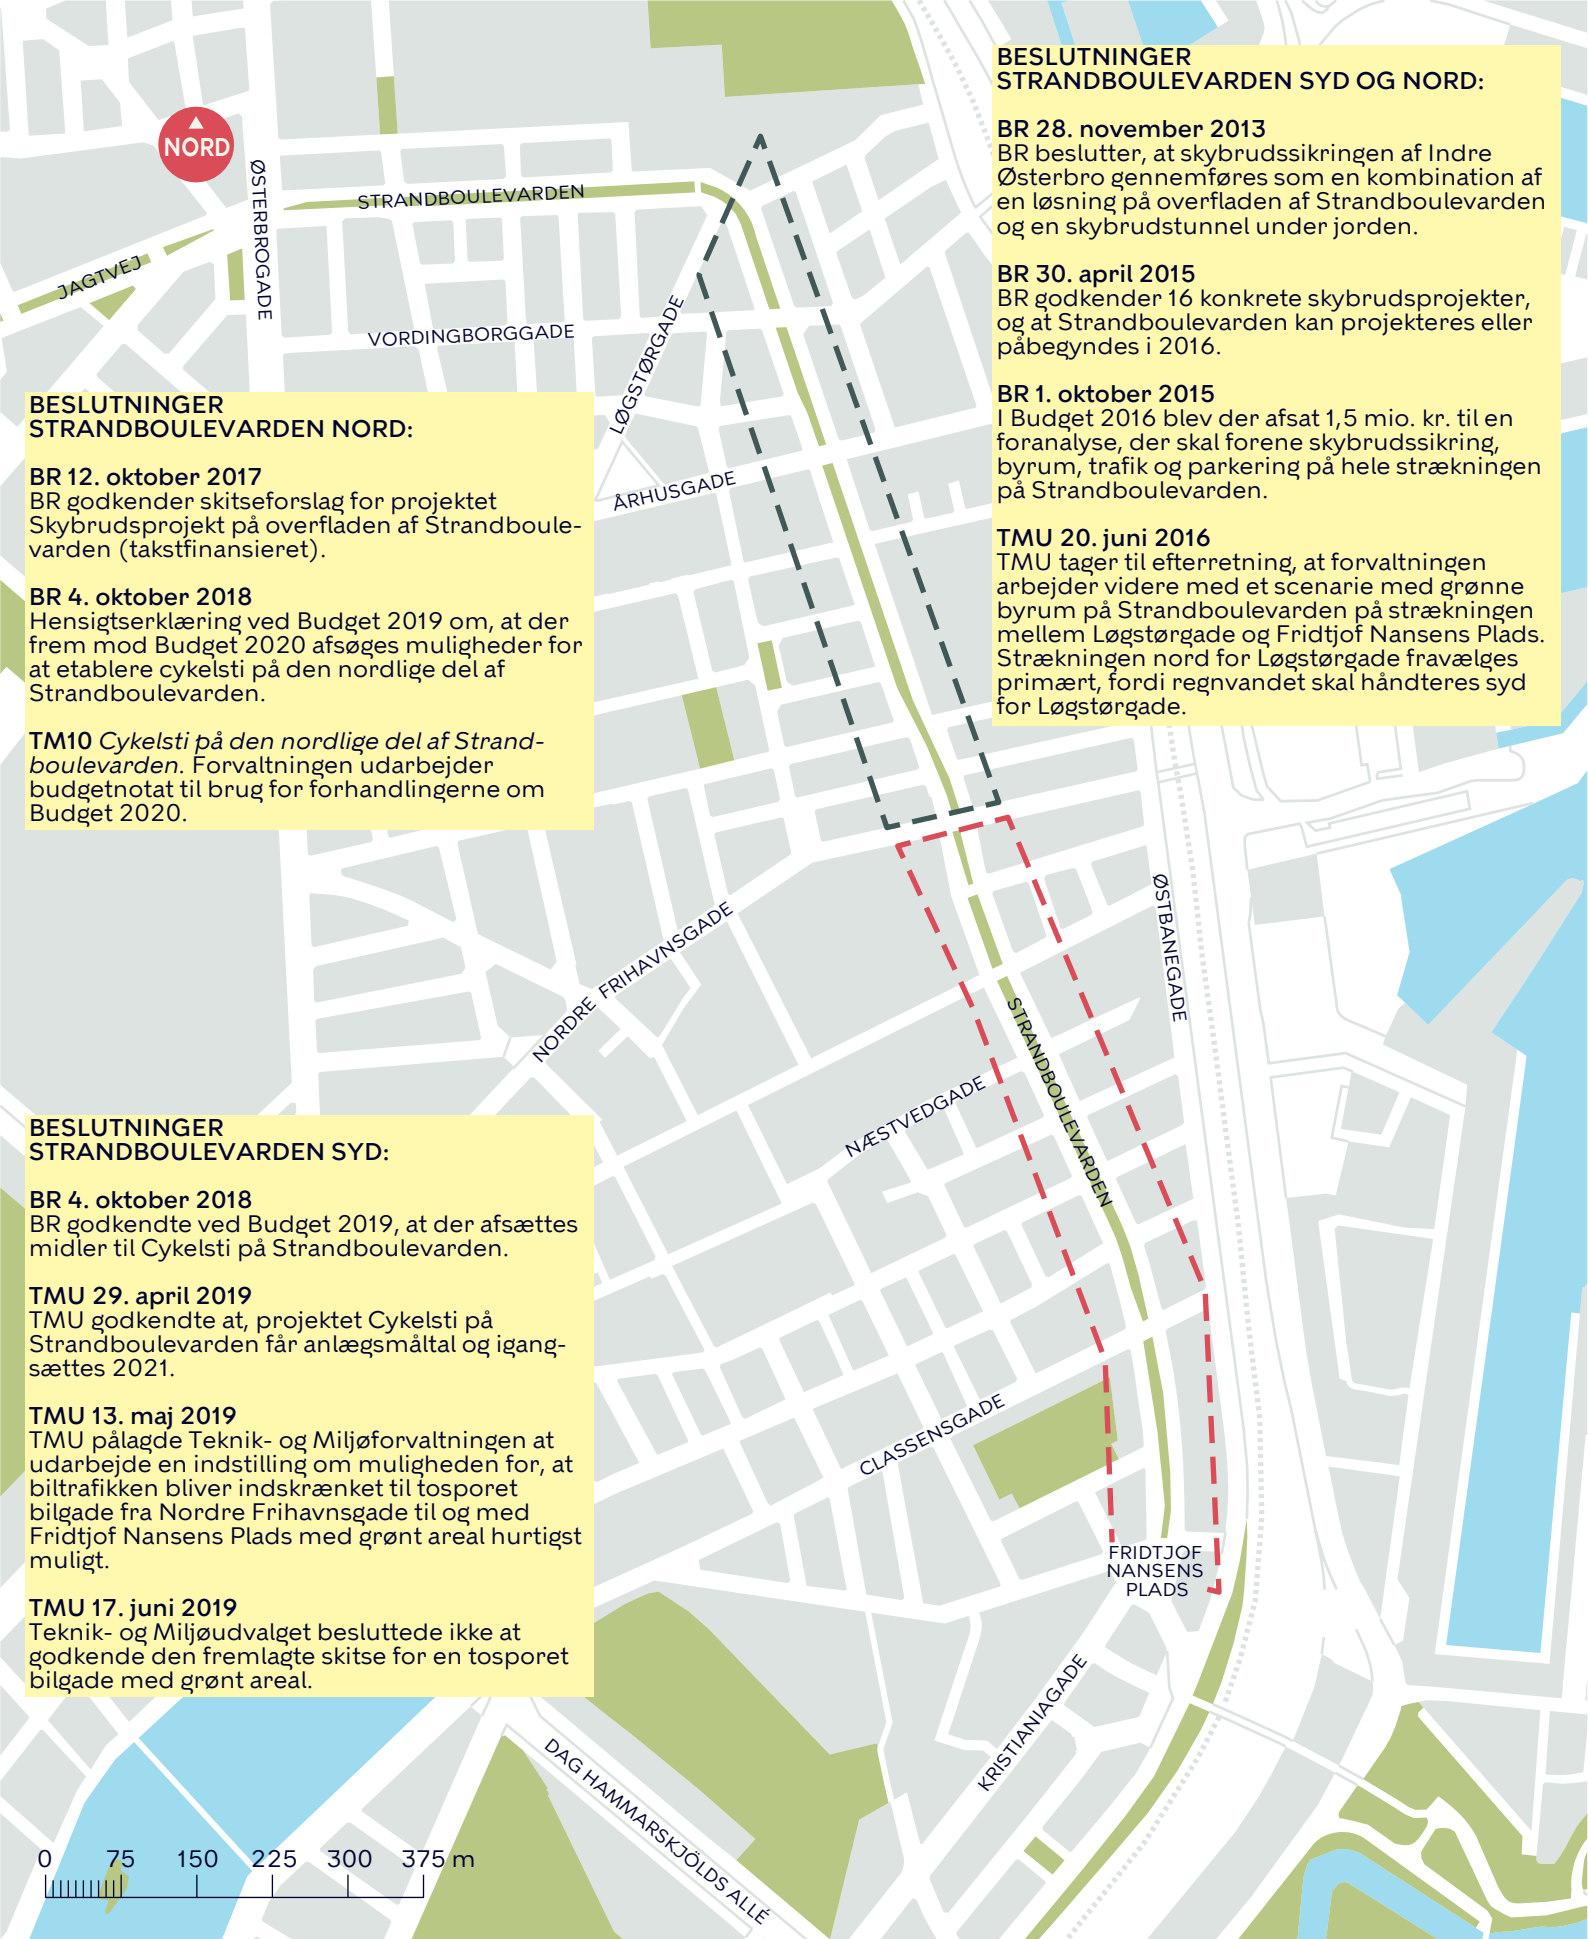 BESLUTNINGER
STRANDBOULEVARDEN SYD OG NORD:
BR 28. november 2013
BR beslutter, at skybrudssikringen af Indre
Østerbro gennemføres som en kombination af
en løsning på overfladen af Strandboulevarden
og en skybrudstunnel under jorden.
BR 30. april 2015
BR godkender 16 konkrete skybrudsprojekter,
og at Strandboulevarden kan projekteres eller
påbegyndes i 2016.
BR 1. oktober 2015
I Budget 2016 blev der afsat 1,5 mio. kr. til en
foranalyse, der skal forene skybrudssikring,
byrum, trafik og parkering på hele strækningen
på Strandboulevarden.
TMU 20. juni 2016
TMU tager til efterretning, at forvaltningen
arbejder videre med et scenarie med grønne
byrum på Strandboulevarden på strækningen
mellem Løgstørgade og Fridtjof Nansens Plads.
Strækningen nord for Løgstørgade fravælges
primært, fordi regnvandet skal håndteres syd
for Løgstørgade.
NORD
ØSTERBROGADE
STRANDBOULEVARDEN
JAGTVEJ
VORDINGBORGGADE
LØGSTØRGADE
ÅRHUSGADE
BESLUTNINGER
STRANDBOULEVARDEN NORD:
BR 12. oktober 2017
BR godkender skitseforslag for projektet
Skybrudsprojekt på overfladen af Strandboule-
varden (takstfinansieret).
BR 4. oktober 2018
Hensigtserklæring ved Budget 2019 om, at der
frem mod Budget 2020 afsøges muligheder for
at etablere cykelsti på den nordlige del af
Strandboulevarden.
TM10 Cykelsti på den nordlige del af Strand-
boulevarden. Forvaltningen udarbejder
budgetnotat til brug for forhandlingerne om
Budget 2020.
NORDRE FRIHAVNSGADE
ØSTBANEGADE
STRANDBOULEVARDEN
NÆSTVEDGADE
BESLUTNINGER
STRANDBOULEVARDEN SYD:
BR 4. oktober 2018
BR godkendte ved Budget 2019, at der afsættes
midler til Cykelsti på Strandboulevarden.
TMU 29. april 2019
TMU godkendte at, projektet Cykelsti på
Strandboulevarden får anlægsmåltal og igang-
sættes 2021.
TMU 13. maj 2019
TMU pålagde Teknik- og Miljøforvaltningen at
udarbejde en indstilling om muligheden for, at
biltrafikken bliver indskrænket til tosporet
bilgade fra Nordre Frihavnsgade til og med
Fridtjof Nansens Plads med grønt areal hurtigst
muligt.
TMU 17. juni 2019
Teknik- og Miljøudvalget besluttede ikke at
godkende den fremlagte skitse for en tosporet
bilgade med grønt areal.
CLASSENSGADE
FRIDTJOF
NANSENS
PLADS
KRISTIANIAGADE
DAG HAMMARSKJÖLDS ALLÉ
0 75 150 225 300 375 m